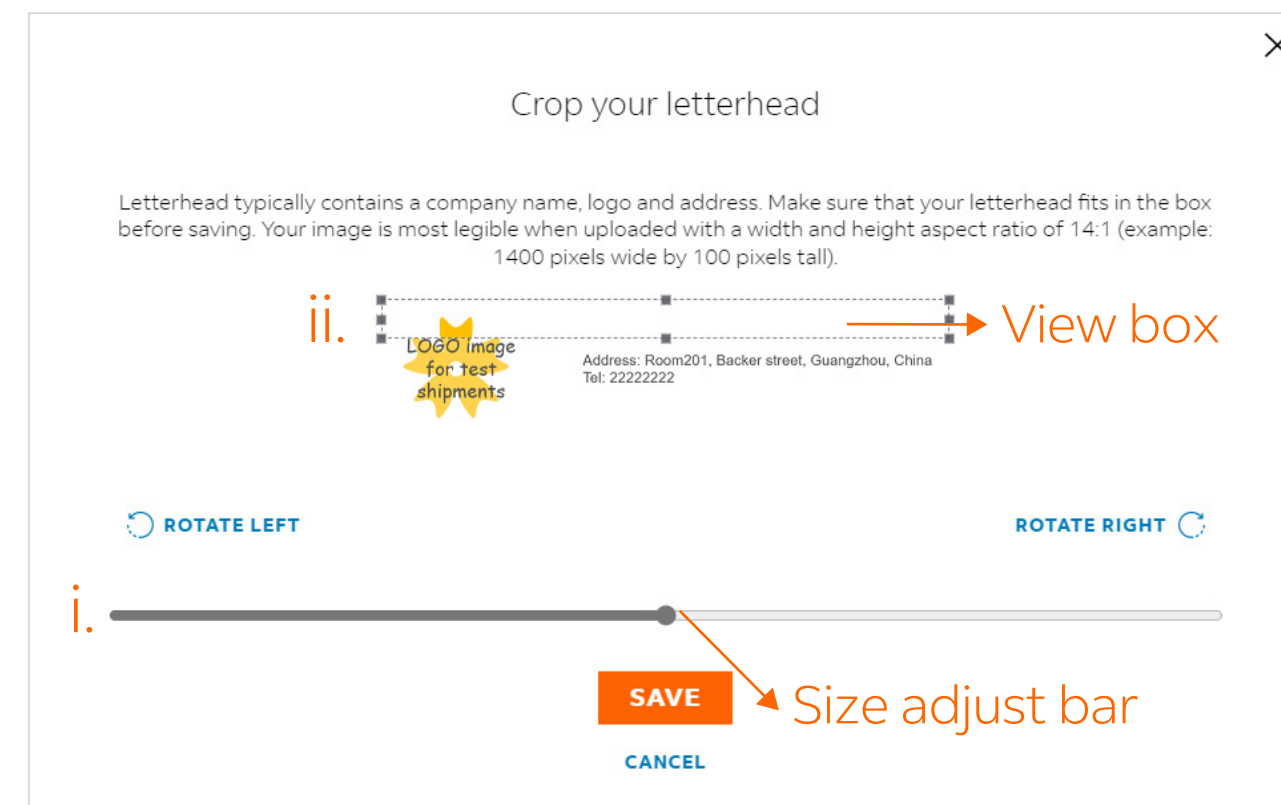 Crop your letterhead
Letterhead typically contains a company name, logo and address. Make sure that your letterhead fits in the box
before saving. Your image is most legible when uploaded with a width and height aspect ratio of 14:1 (example:
1400 pixels wide by 100 pixels tall).
ii.
View box
LOGO image
for test
shipments
Address: Room201, Backer street, Guangzhou, China
Tel: 22222222
ROTATE LEFT
ROTATE RIGHT
i.
SAVE
Size adjust bar
CANCEL